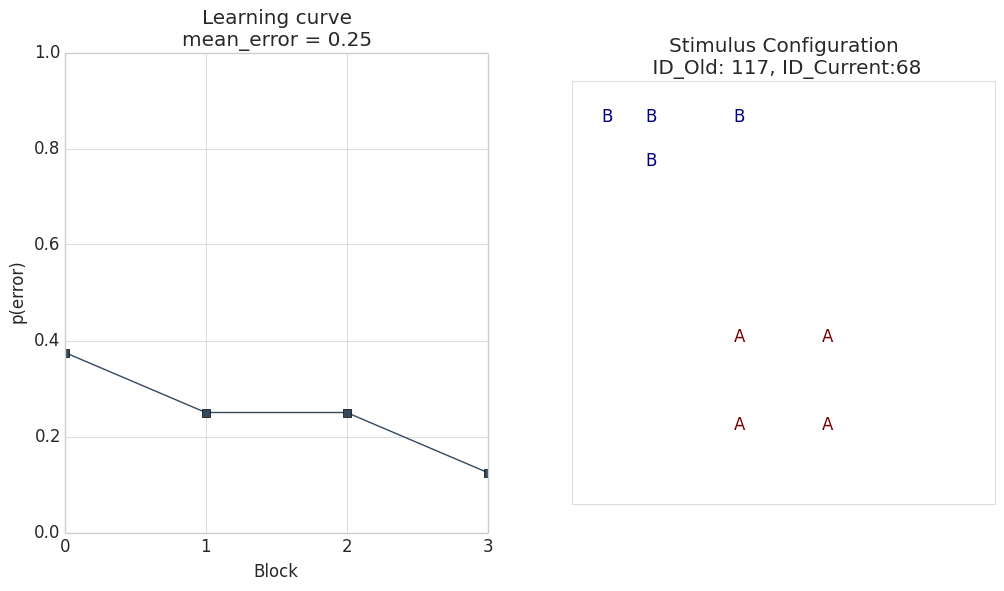 Learning curve
mean_error = 0.25
1.0
0.8
0.6
0.4
0.2
0.0
p(error)
0 1 2 3
Block
Stimulus Configuration
ID_Old: 117, ID_Current:68
B B B
B
A A
A A